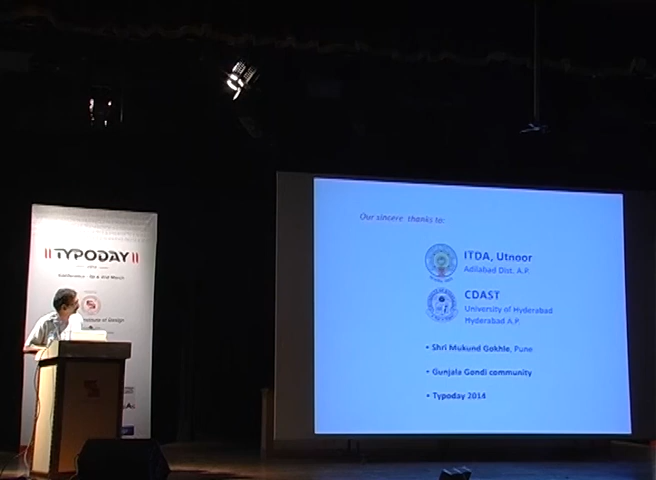 TYPODAY
Our sincere thanks to:
ITDA, Utnoor
Adilabad Dist. A.P.
CDAST
University of Hyderabad
Hyderabad A.P.
• Shri Mukund Gokhle, Pune
• Gunjala Gondi community
• Typoday 2014